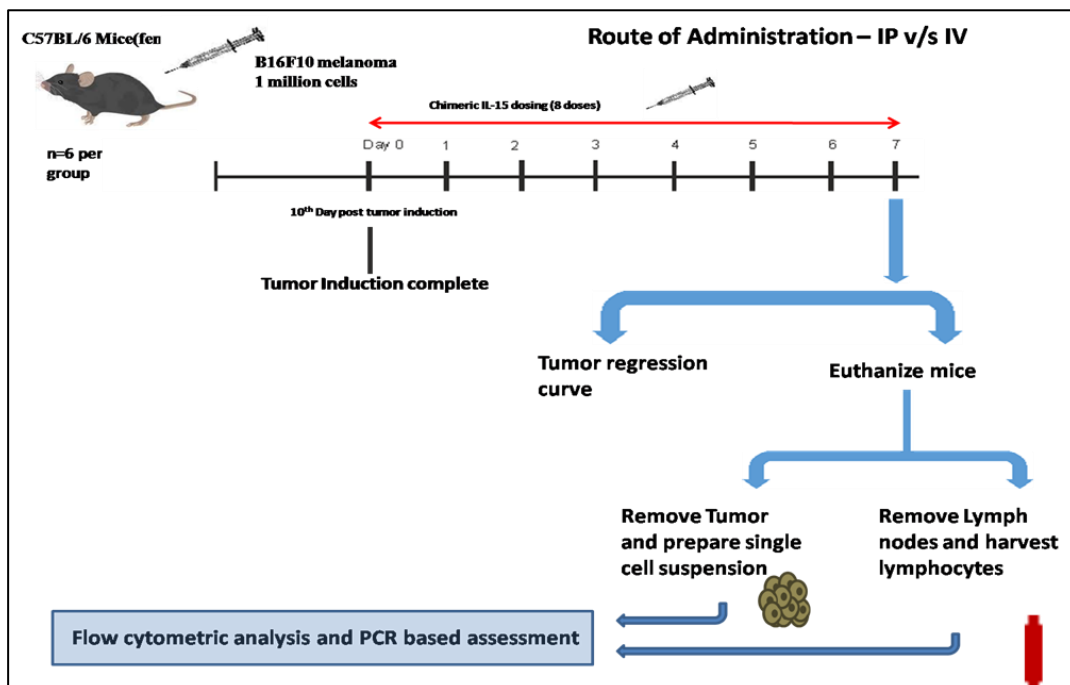 C57BL/6 Mice(fen
B16F10 melanoma
1 million cells
n=6 per
group
Route of Administration – IP v/s IV
Chimeric IL-15 dosing (8 doses)
Day 0 1 2 3 4 5 6 7
10th Day post tumor induction
Tumor Induction complete
Tumor regression
curve
Euthanize mice
Remove Tumor
and prepare single
cell suspension
Remove Lymph
nodes and harvest
lymphocytes
Flow cytometric analysis and PCR based assessment